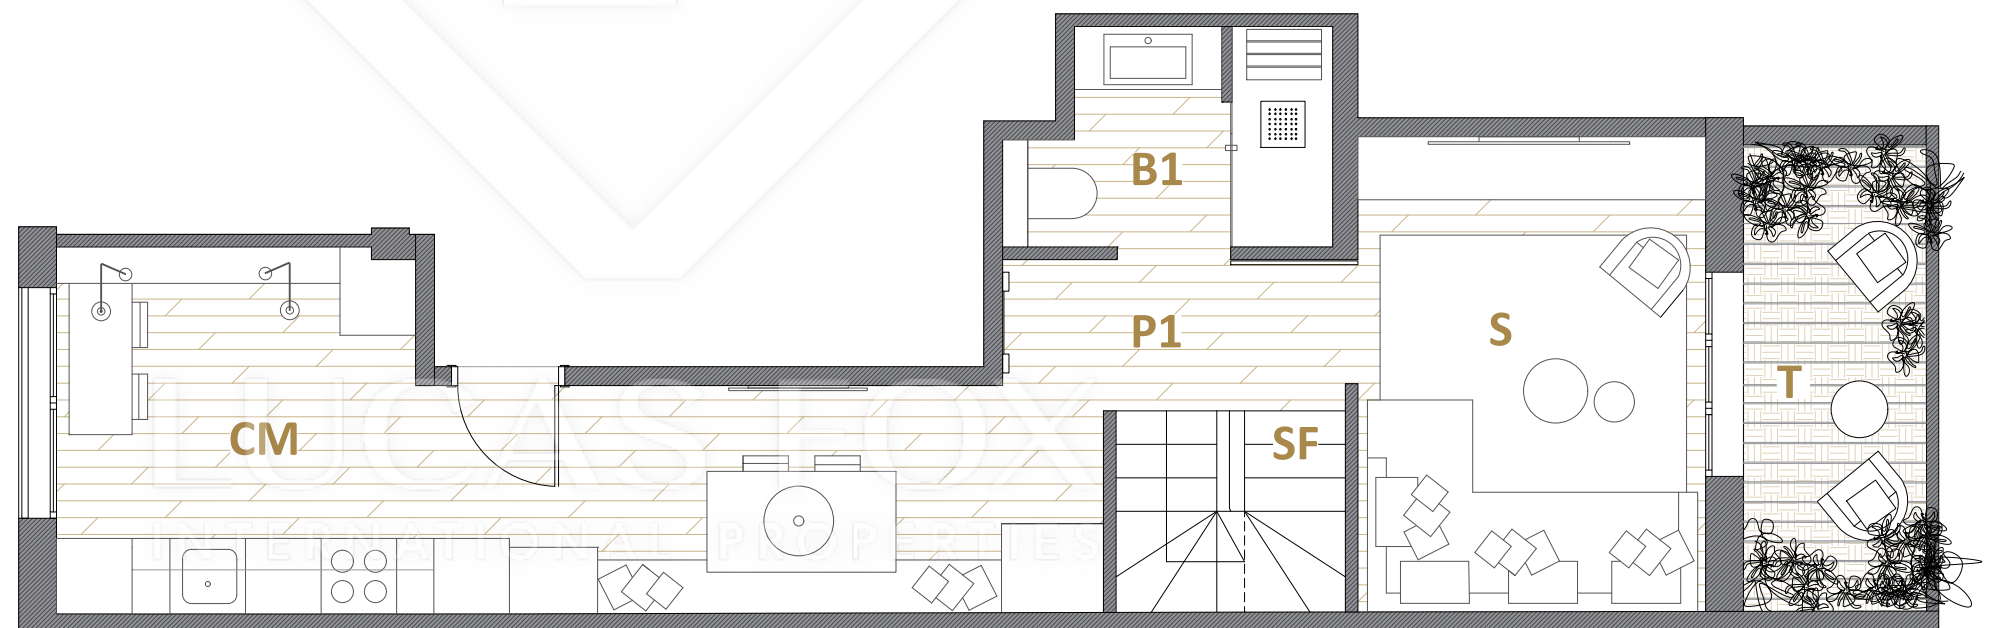 B1
P1
S
T
CM
SF
LUCAS FOX
INTERNATIONAL PROPERTIES